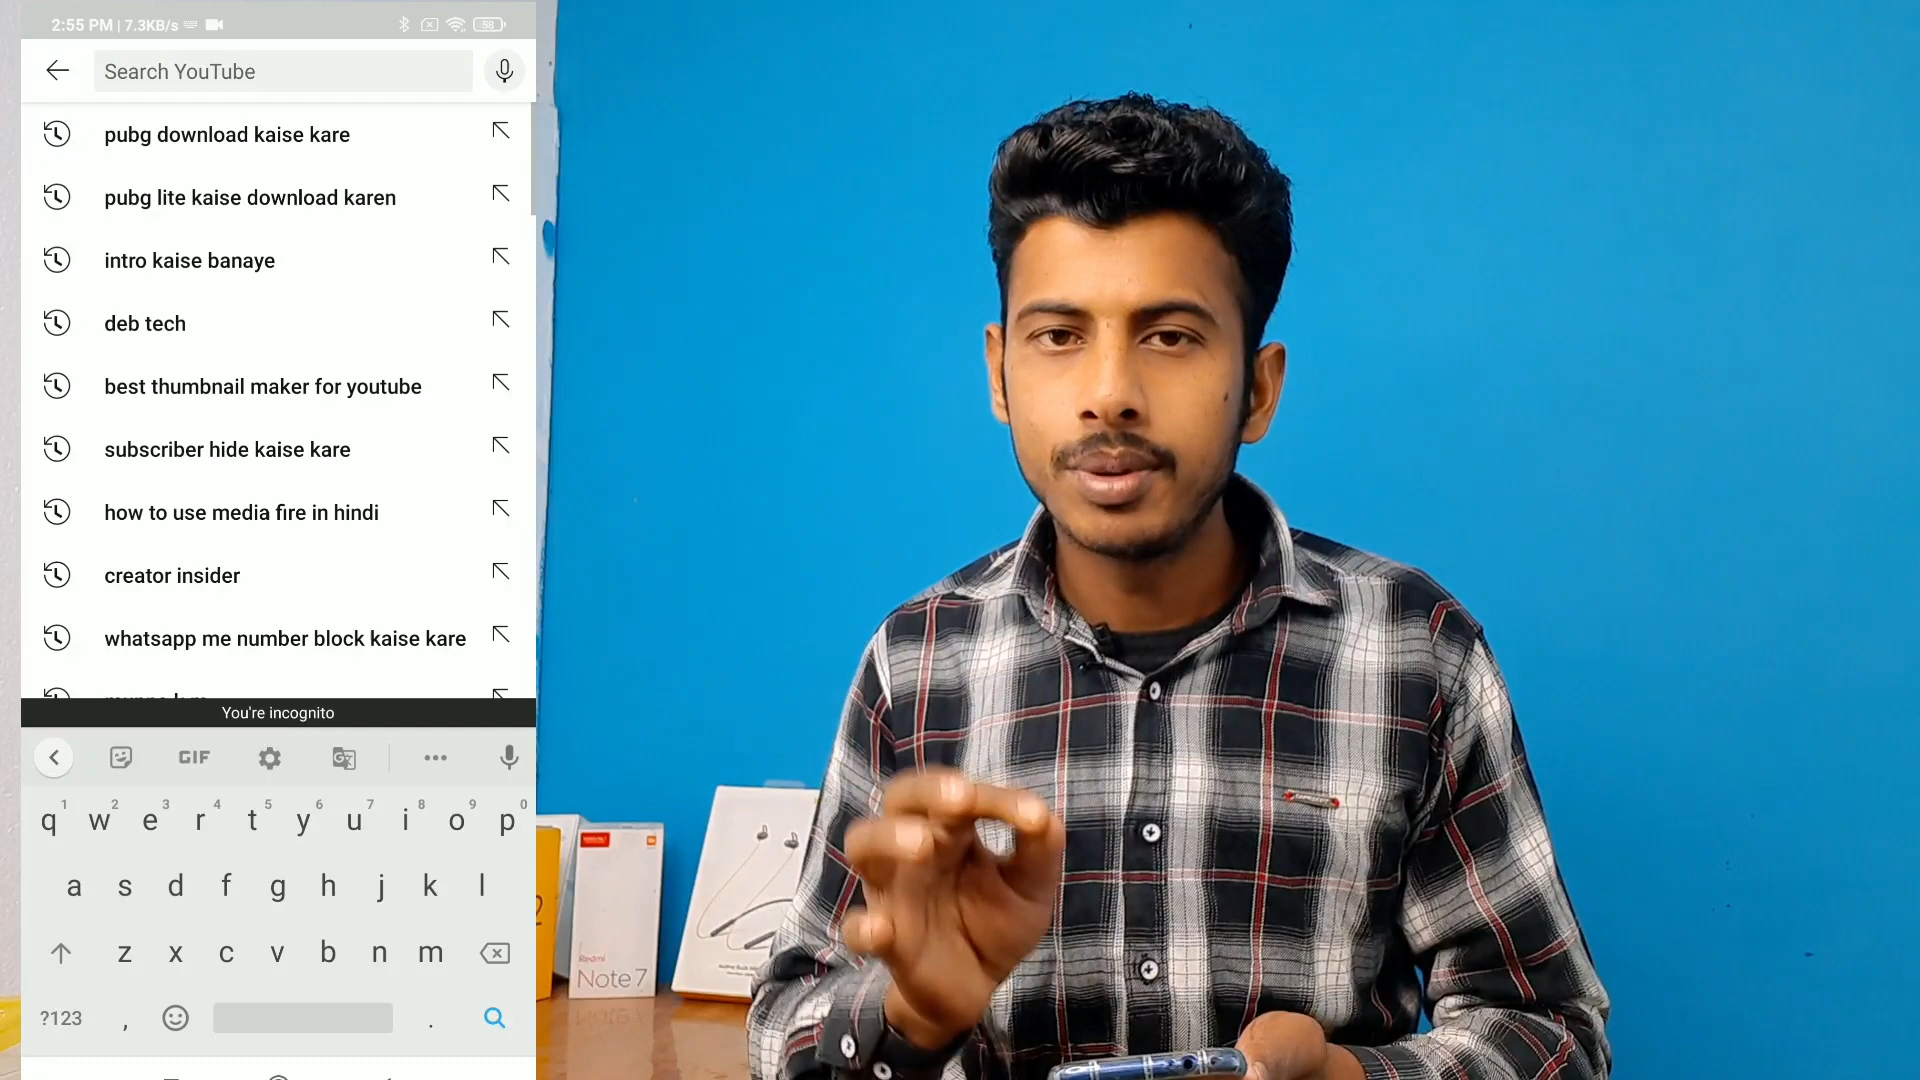 2:55 PM | 7.3KB/s
58
Search YouTube
pubg download kaise kare
pubg lite kaise download karen
intro kaise banaye
deb tech
best thumbnail maker for youtube
subscriber hide kaise kare
how to use media fire in hindi
creator insider
whatsapp me number block kaise kare
You're incognito
GIF
1 2 3 4 5 6 7 8 9 0
q w e r t y u i o p
a s d f g h j k l
z x c v b n m
?123 , .
Redmi
Note 7